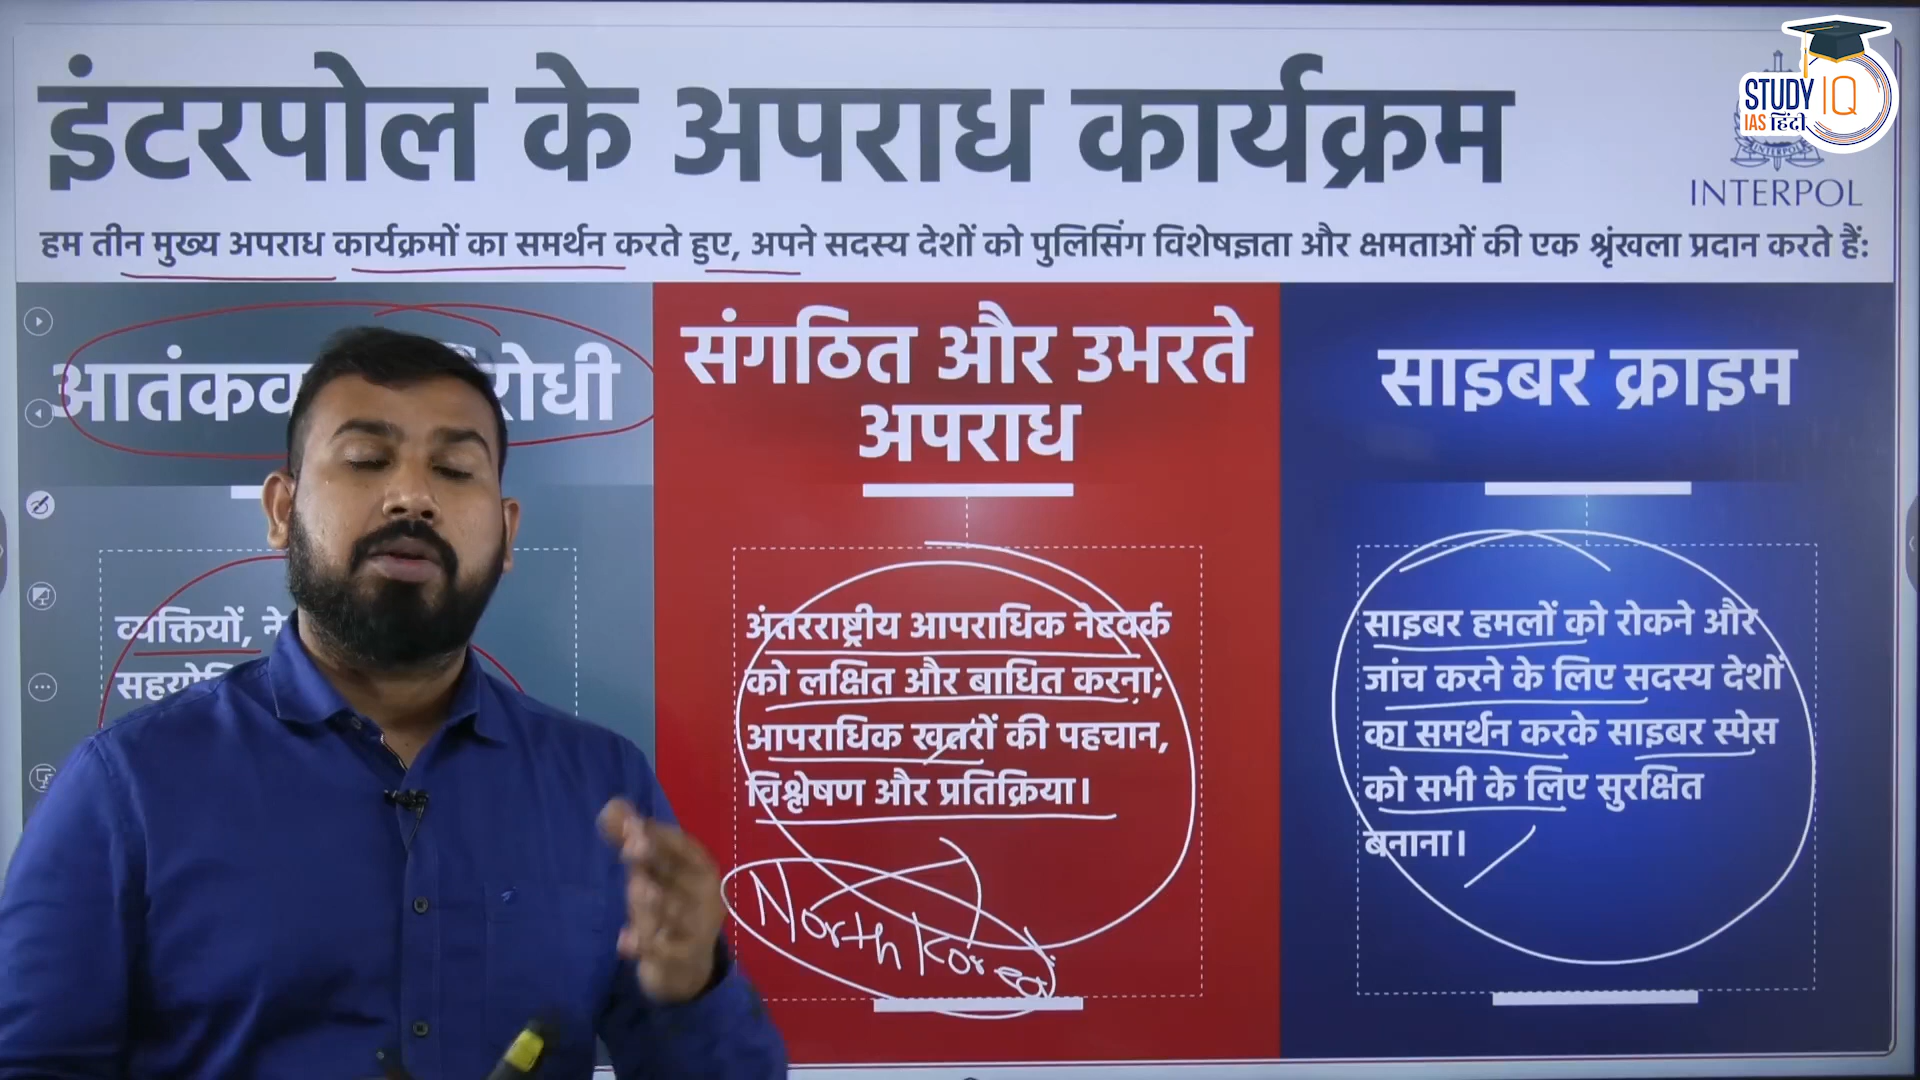 इंटरपोल के अपराध कार्यक्रम
STUDY IQ
IAS हिंदी
INTERPOL
INTERPOL
हम तीन मुख्य अपराध कार्यक्रमों का समर्थन करते हुए, अपने सदस्य देशों को पुलिसिंग विशेषज्ञता और क्षमताओं की एक श्रृंखला प्रदान करते हैं:
व्यक्तियों,
संगठित और उभरते
अपराध
अंतरराष्ट्रीय आपराधिक नेटवर्क
को लक्षित और बाधित करना;
आपराधिक खतरों की पहचान,
विश्लेषण और प्रतिक्रिया।
North Korea
साइबर क्राइम
साइबर हमलों को रोकने और
जांच करने के लिए सदस्य देशों
का समर्थन करके साइबर स्पेस
को सभी के लिए सुरक्षित
बनाना।